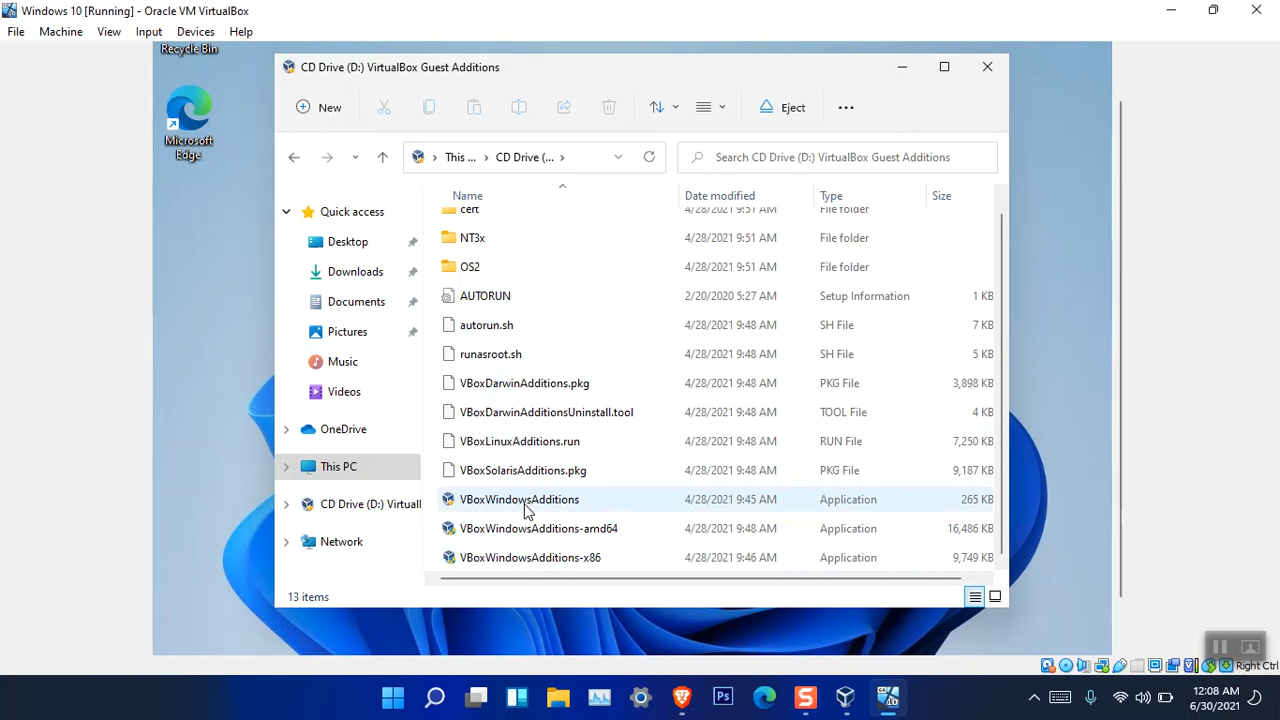 Windows 10 [Running] - Oracle VM VirtualBox
File Machine View Input Devices Help
Recycle Bin
Microsoft
Edge
CD Drive (D:) VirtualBox Guest Additions
New
Eject
This ... CD Drive (...
Search CD Drive (D:) VirtualBox Guest Additions
Name Date modified Type Size
Quick access
Desktop
Downloads
Documents
Pictures
Music
Videos
OneDrive
This PC
CD Drive (D:) Virtuall
Network
cert 4/28/2021 9:51 AM File folder
NT3x 4/28/2021 9:51 AM File folder
OS2 4/28/2021 9:51 AM File folder
AUTORUN 2/20/2020 5:27 AM Setup Information 1 KB
autorun.sh 4/28/2021 9:48 AM SH File 7 KB
runasroot.sh 4/28/2021 9:48 AM SH File 5 KB
VBoxDarwinAdditions.pkg 4/28/2021 9:48 AM PKG File 3,898 KB
VBoxDarwinAdditionsUninstall.tool 4/28/2021 9:48 AM TOOL File 4 KB
VBoxLinuxAdditions.run 4/28/2021 9:48 AM RUN File 7,250 KB
VBoxSolarisAdditions.pkg 4/28/2021 9:48 AM PKG File 9,187 KB
VBoxWindowsAdditions 4/28/2021 9:45 AM Application 265 KB
VBoxWindowsAdditions-amd64 4/28/2021 9:48 AM Application 16,486 KB
VBoxWindowsAdditions-x86 4/28/2021 9:46 AM Application 9,749 KB
13 items
Right Ctrl
Ps
S
10
12:08 AM
6/30/2021